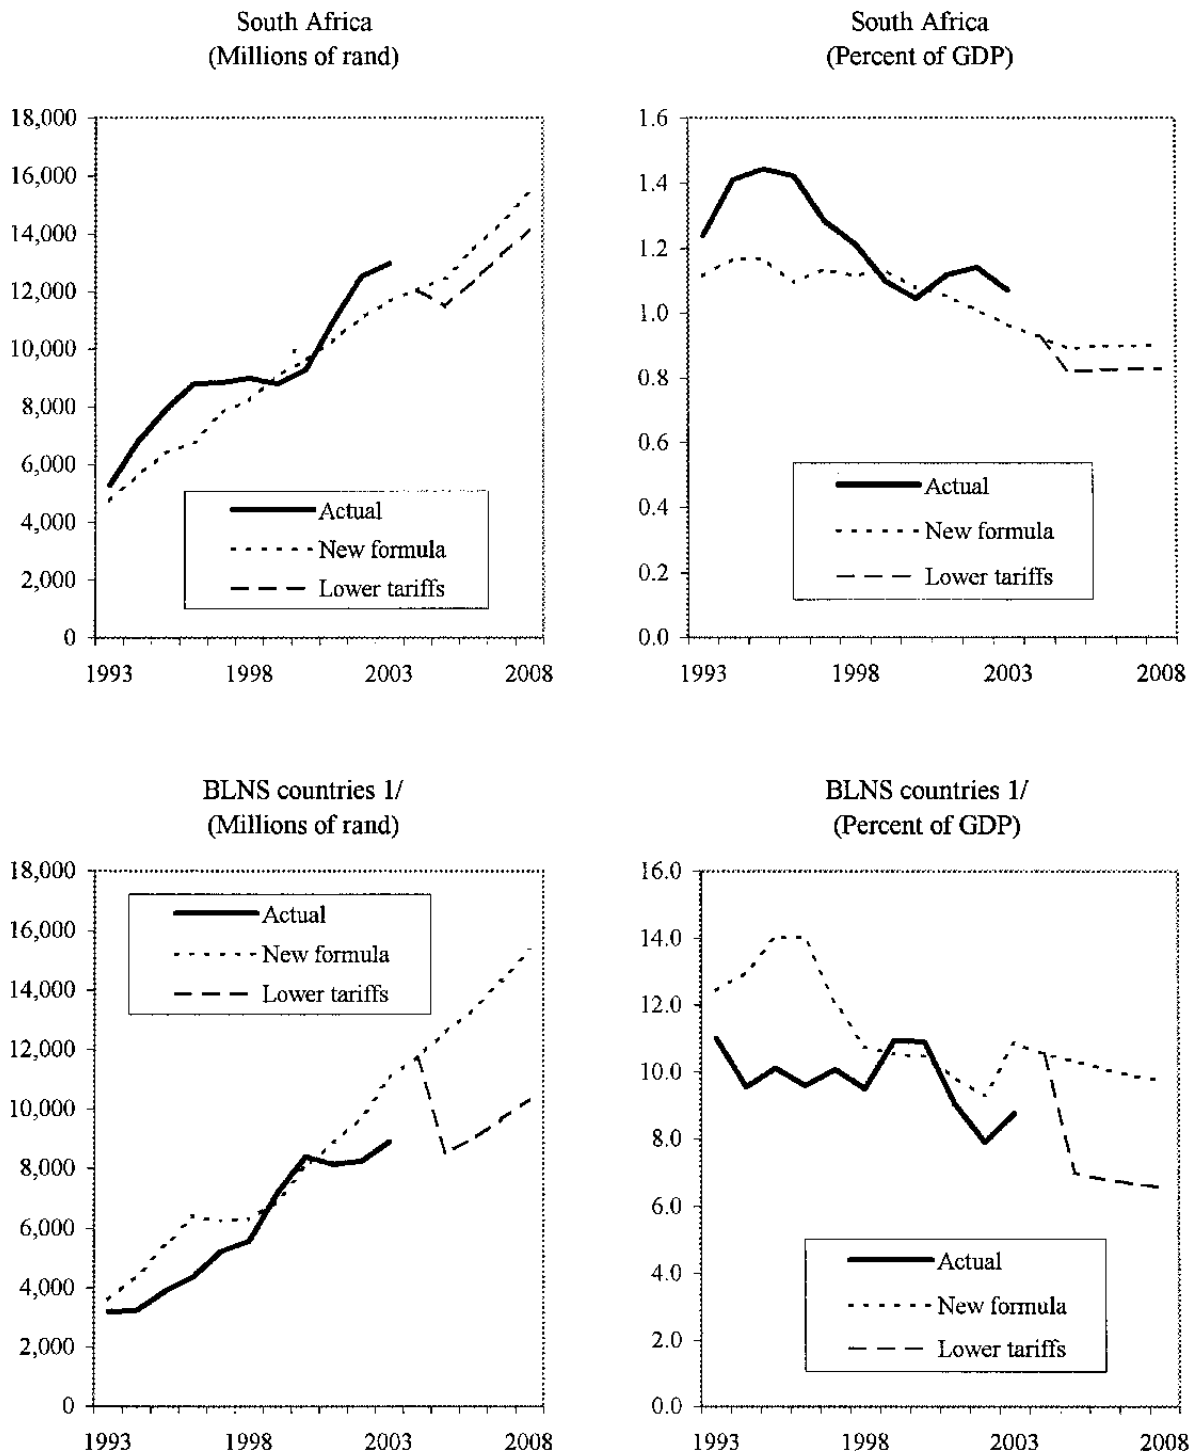 South Africa
(Millions of rand)
18,000
16,000
14,000
12,000
10,000
8,000
6,000
4,000
2,000
0
Actual
New formula
Lower tariffs
1993 1998 2003 2008
South Africa
(Percent of GDP)
1.6
1.4
1.2
1.0
0.8
0.6
0.4
0.2
0.0
Actual
New formula
Lower tariffs
1993 1998 2003 2008
BLNS countries 1/
(Millions of rand)
18,000
16,000
14,000
12,000
10,000
8,000
6,000
4,000
2,000
0
Actual
New formula
Lower tariffs
1993 1998 2003 2008
BLNS countries 1/
(Percent of GDP)
16.0
14.0
12.0
10.0
8.0
6.0
4.0
2.0
0.0
Actual
New formula
Lower tariffs
1993 1998 2003 2008